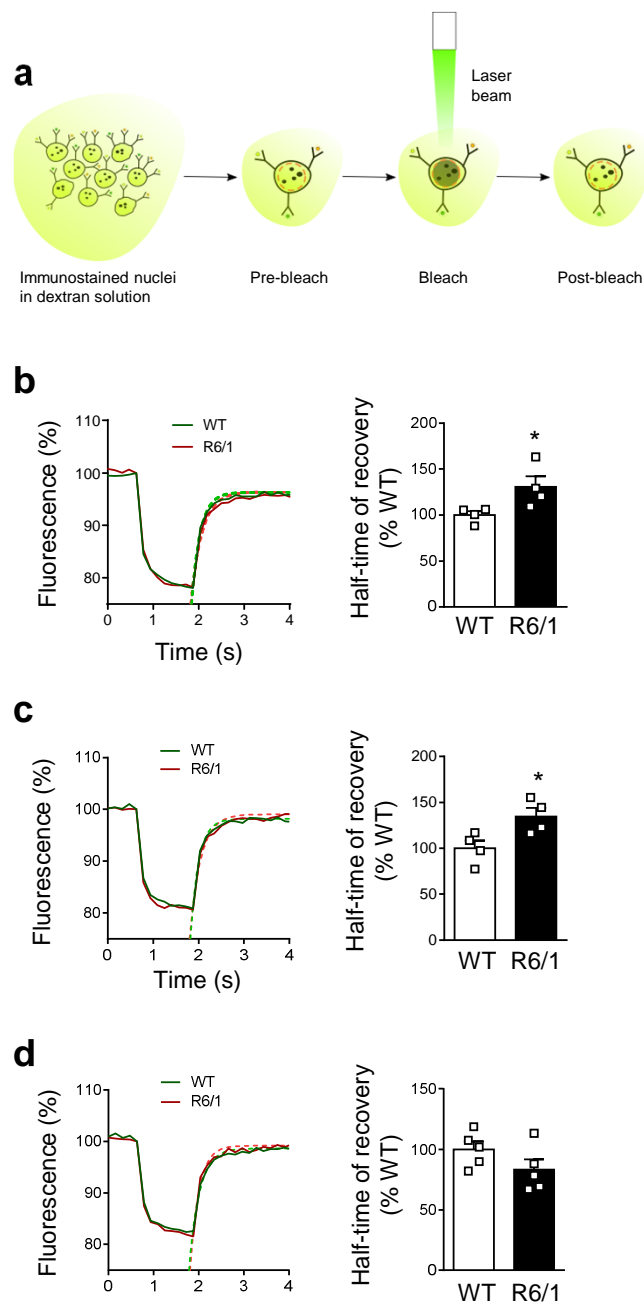 a
Laser
beam
Immunostained nuclei
in dextran solution
Pre-bleach
Bleach
Post-bleach
b
Fluorescence (%)
110
100
90
80
0 1 2 3 4
Time (s)
WT
R6/1
Half-time of recovery
(% WT)
200
150
100
50
0
*
WT R6/1
c
Fluorescence (%)
110
100
90
80
0 1 2 3 4
Time (s)
WT
R6/1
Half-time of recovery
(% WT)
200
150
100
50
0
*
WT R6/1
d
Fluorescence (%)
110
100
90
80
0 1 2 3 4
WT
R6/1
Half-time of recovery
(% WT)
150
100
50
0
WT R6/1